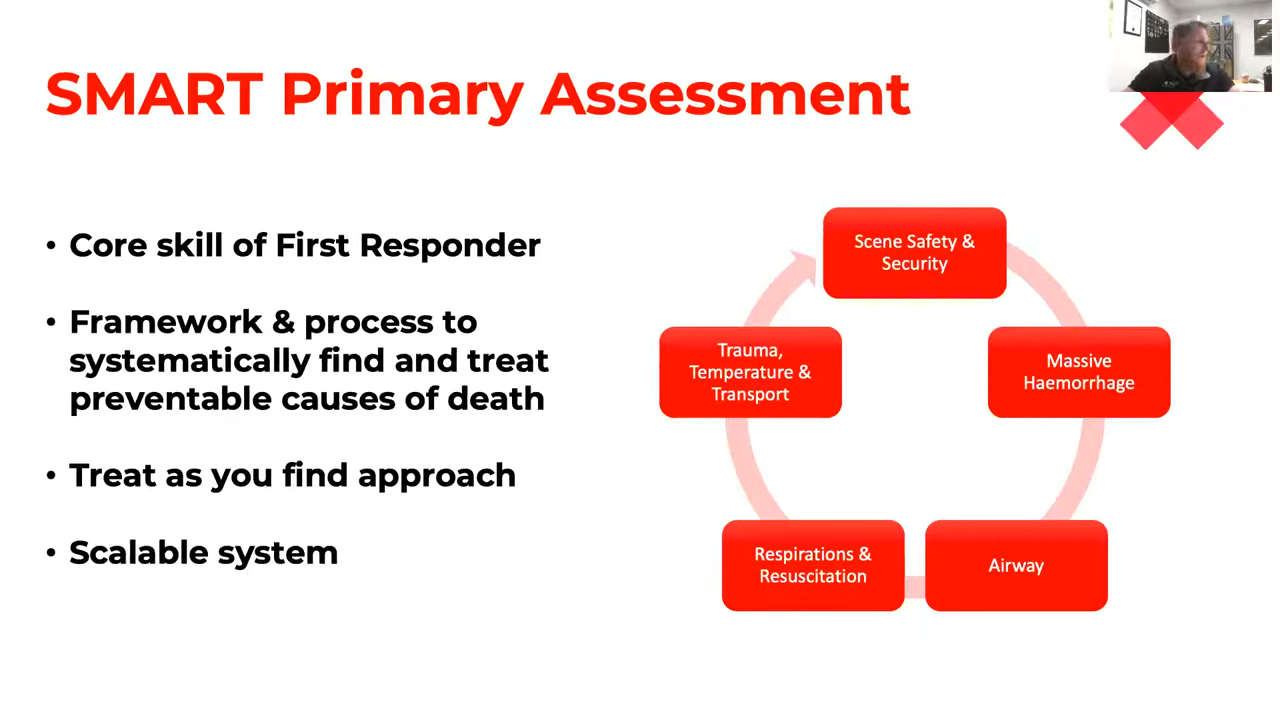 SMART Primary Assessment
• Core skill of First Responder
• Framework & process to
systematically find and treat
preventable causes of death
• Treat as you find approach
• Scalable system
Scene Safety &
Security
Massive
Haemorrhage
Airway
Respirations &
Resuscitation
Trauma,
Temperature &
Transport